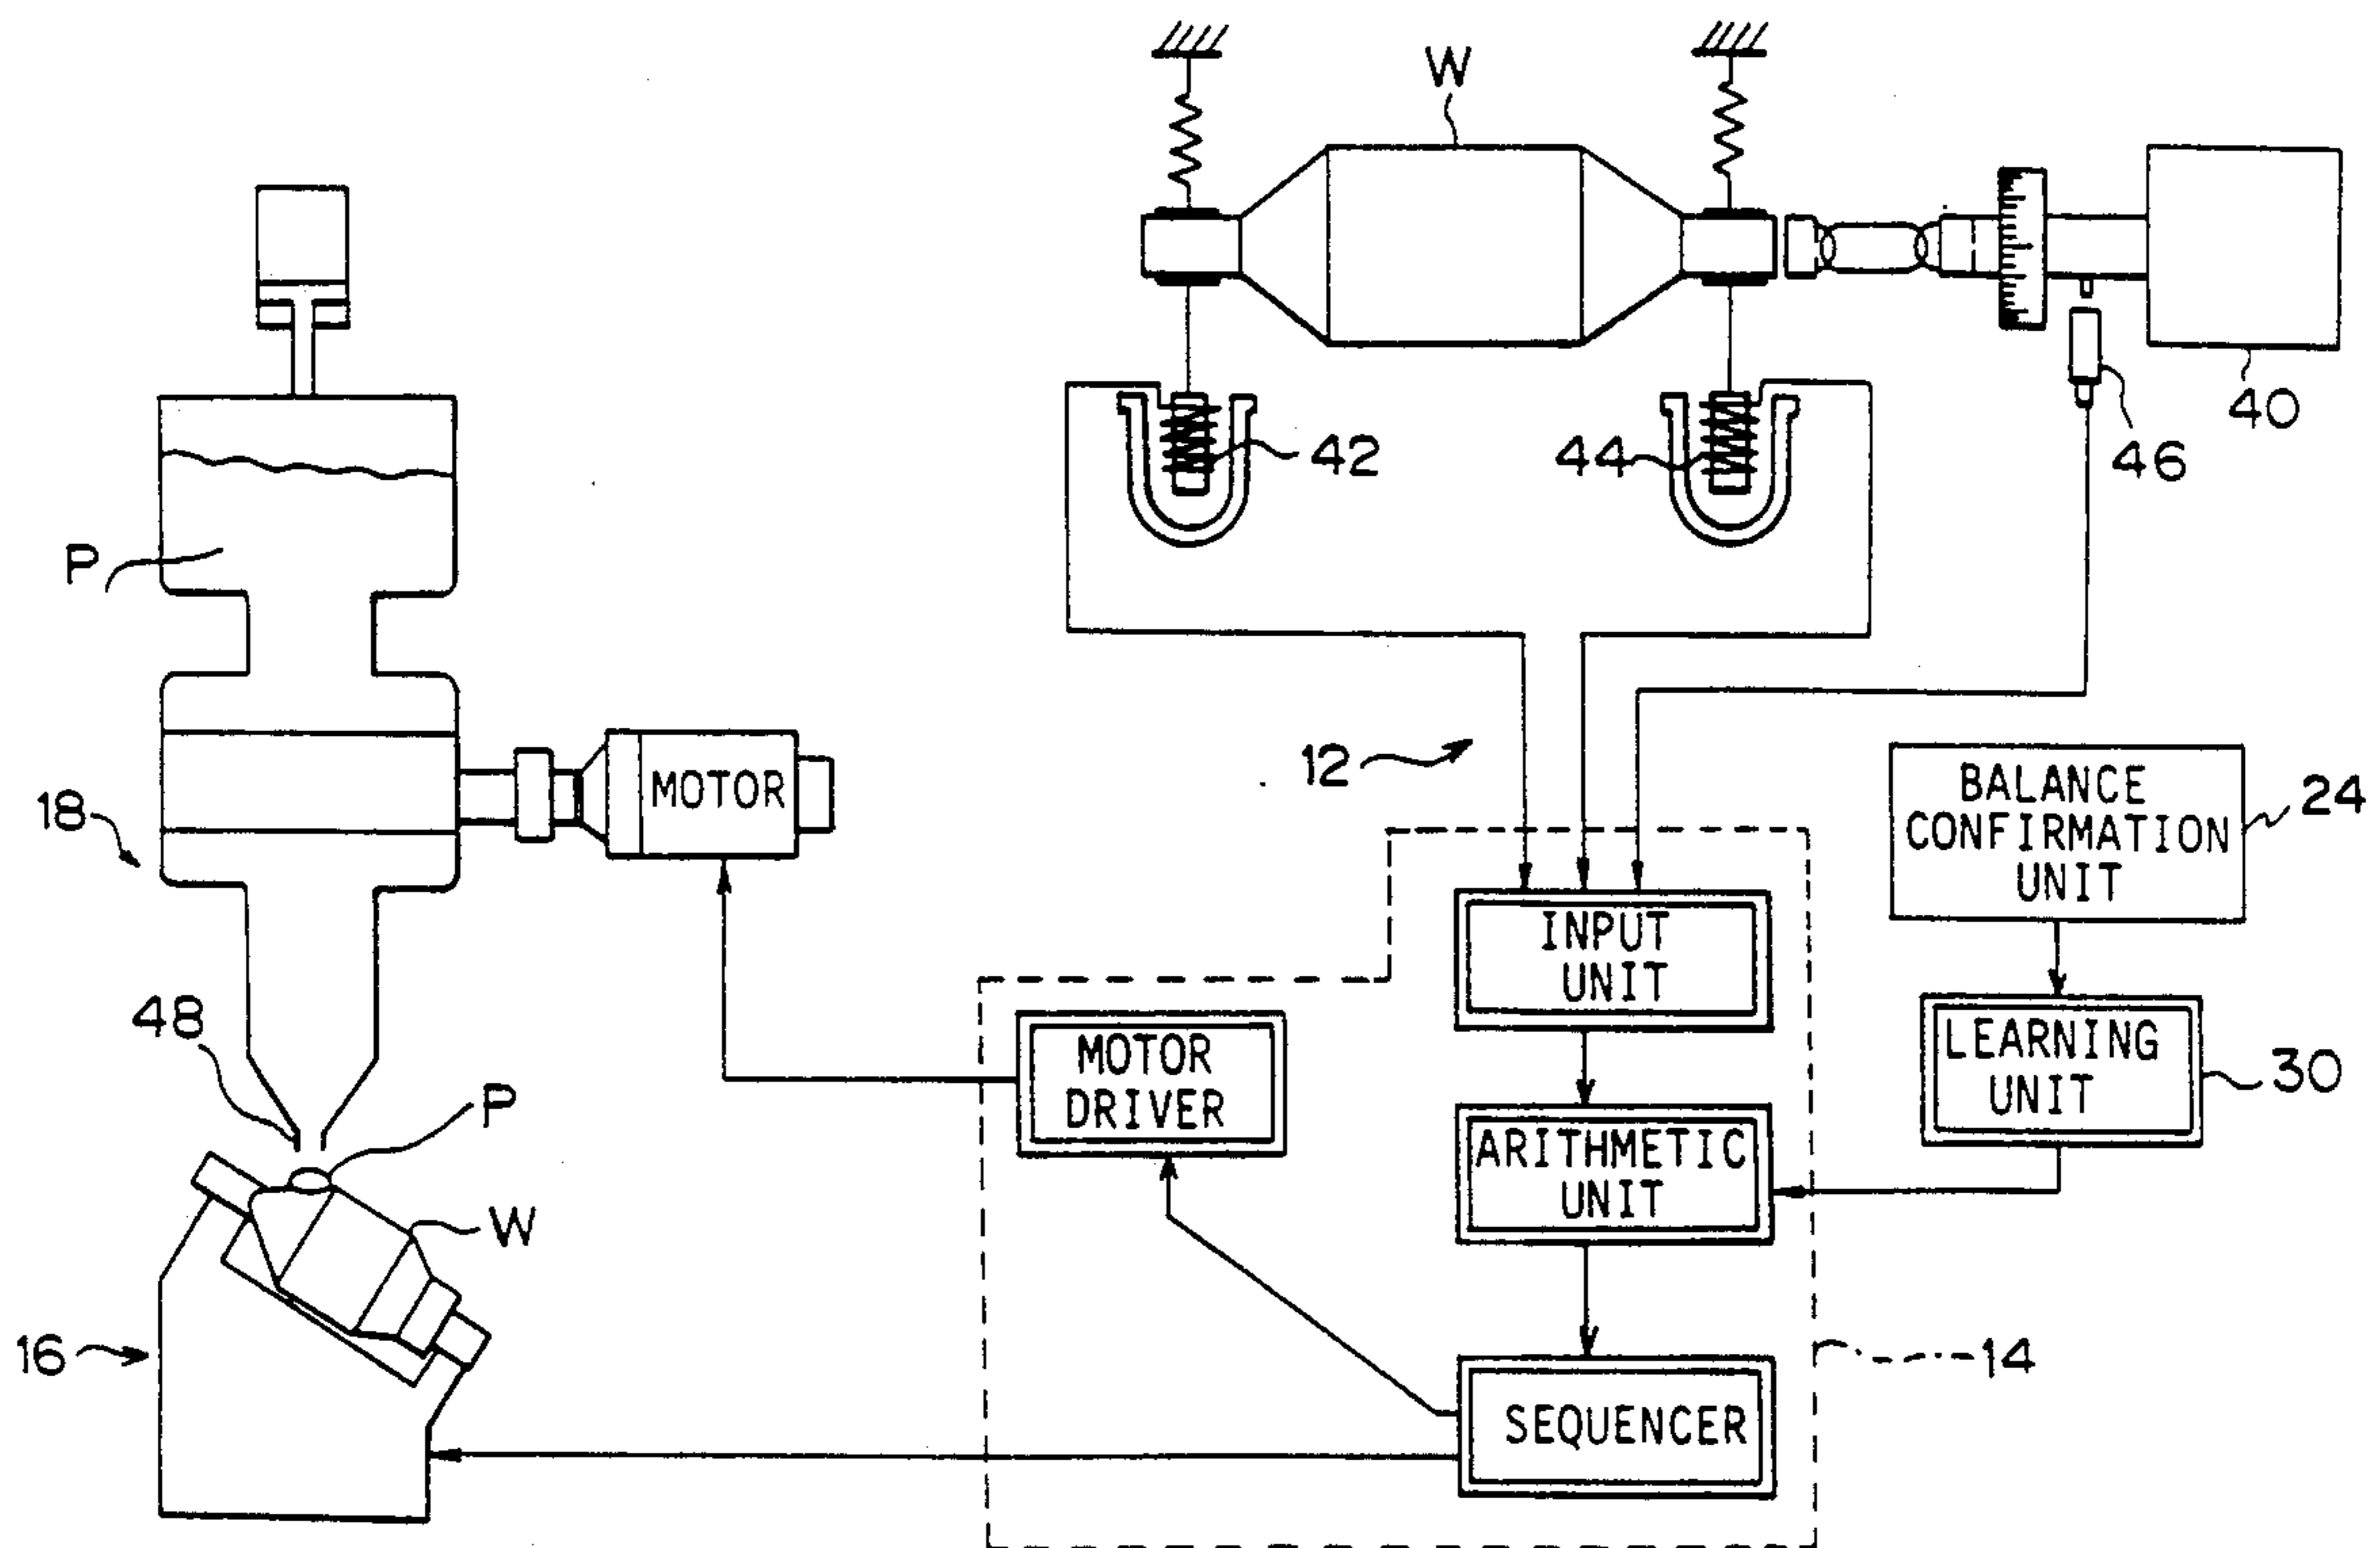 W
40
42
44
46
P
12
BALANCE
CONFIRMATION
UNIT
24
MOTOR
18
INPUT
UNIT
48
MOTOR
DRIVER
LEARNING
UNIT
30
P
ARITHMETIC
UNIT
W
16
14
SEQUENCER